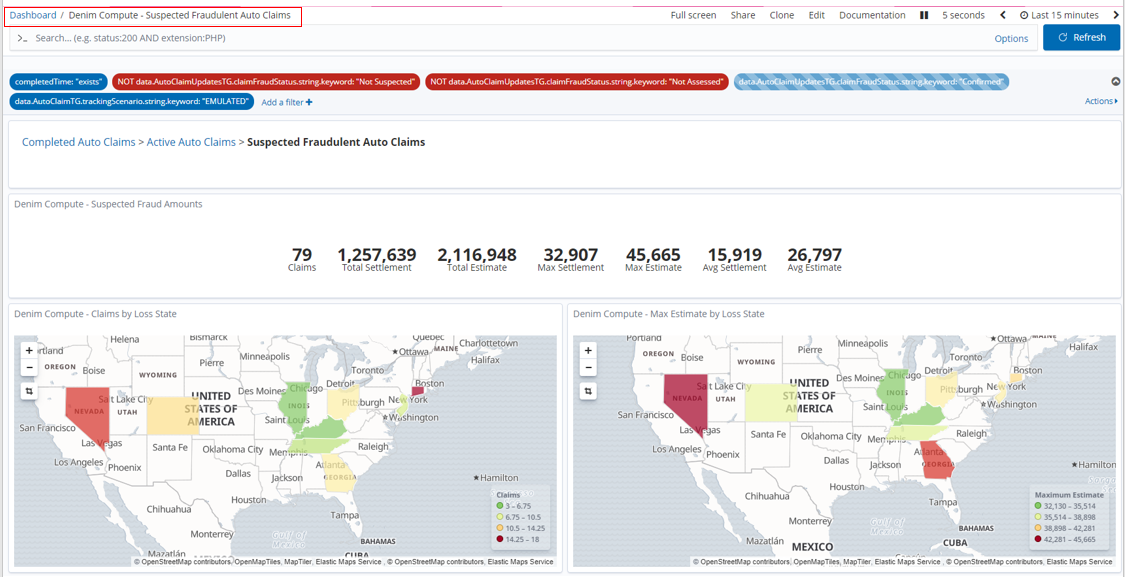 Dashboard / Denim Compute - Suspected Fraudulent Auto Claims
Full screen Share Clone Edit Documentation 5 seconds Last 15 minutes
>_ Search... (e.g. status:200 AND extension:PHP)
Options
Refresh
completedTime: "exists"
NOT data.AutoClaimUpdatesTG.claimFraudStatus.string.keyword: "Not Suspected"
NOT data.AutoClaimUpdatesTG.claimFraudStatus.string.keyword: "Not Assessed"
data.AutoClaimUpdatesTG.claimFraudStatus.string.keyword: "Confirmed"
data.AutoClaimTG.trackingScenario.string.keyword: "EMULATED"
Add a filter +
Actions
Completed Auto Claims > Active Auto Claims > Suspected Fraudulent Auto Claims
Denim Compute - Suspected Fraud Amounts
79 1,257,639 2,116,948 32,907 45,665 15,919 26,797
Claims Total Settlement Total Estimate Max Settlement Max Estimate Avg Settlement Avg Estimate
Denim Compute - Claims by Loss State
+
−
Helena
Bismarck
Quebec
Charlottetown
Minneapolis
Ottawa
MAINE
Halifax
OREGON
Boise
Pierre
Toronto
WYOMING
Des Moines
Chicago
Detroit
Boston
Salt Lake City
UNITED
STATES OF
AMERICA
Pittsburgh
New York
NEVADA
UTAH
Washington
San Francisco
Saint Louis
Las Vegas
Santa Fe
Oklahoma City
Memphis
Raleigh
Los Angeles
Phoenix
Dallas
Atlanta
GEORGIA
Jackson
Hamilton
Houston
Tampa
Chihuahua
Gulf of
Mexico
Monterrey
BAHAMAS
Mazatlán
CUBA
Claims
3 – 6.75
6.75 – 10.5
10.5 – 14.25
14.25 – 18
© OpenStreetMap contributors, OpenMapTiles, MapTiler, Elastic Maps Service , © OpenStreetMap contributors, Elastic Maps Service
Denim Compute - Max Estimate by Loss State
+
−
Portland
Ottawa
MAINE
Halifax
OREGON
Boise
Pierre
Minneapolis
Toronto
WYOMING
Des Moines
Chicago
Detroit
Boston
Salt Lake City
UNITED
STATES OF
AMERICA
Pittsburgh
New York
NEVADA
UTAH
Washington
San Francisco
Saint Louis
Las Vegas
Santa Fe
Oklahoma City
Memphis
Raleigh
Los Angeles
Phoenix
Dallas
Atlanta
GEORGIA
Jackson
Hamilton
Houston
Tampa
Chihuahua
Gulf of
Mexico
Monterrey
BAHAMAS
Mazatlán
MEXICO
CUBA
Maximum Estimate
32,130 – 35,514
35,514 – 38,898
38,898 – 42,281
42,281 – 45,665
© OpenStreetMap contributors, OpenMapTiles, MapTiler, Elastic Maps Service , © OpenStreetMap contributors, Elastic Maps Service